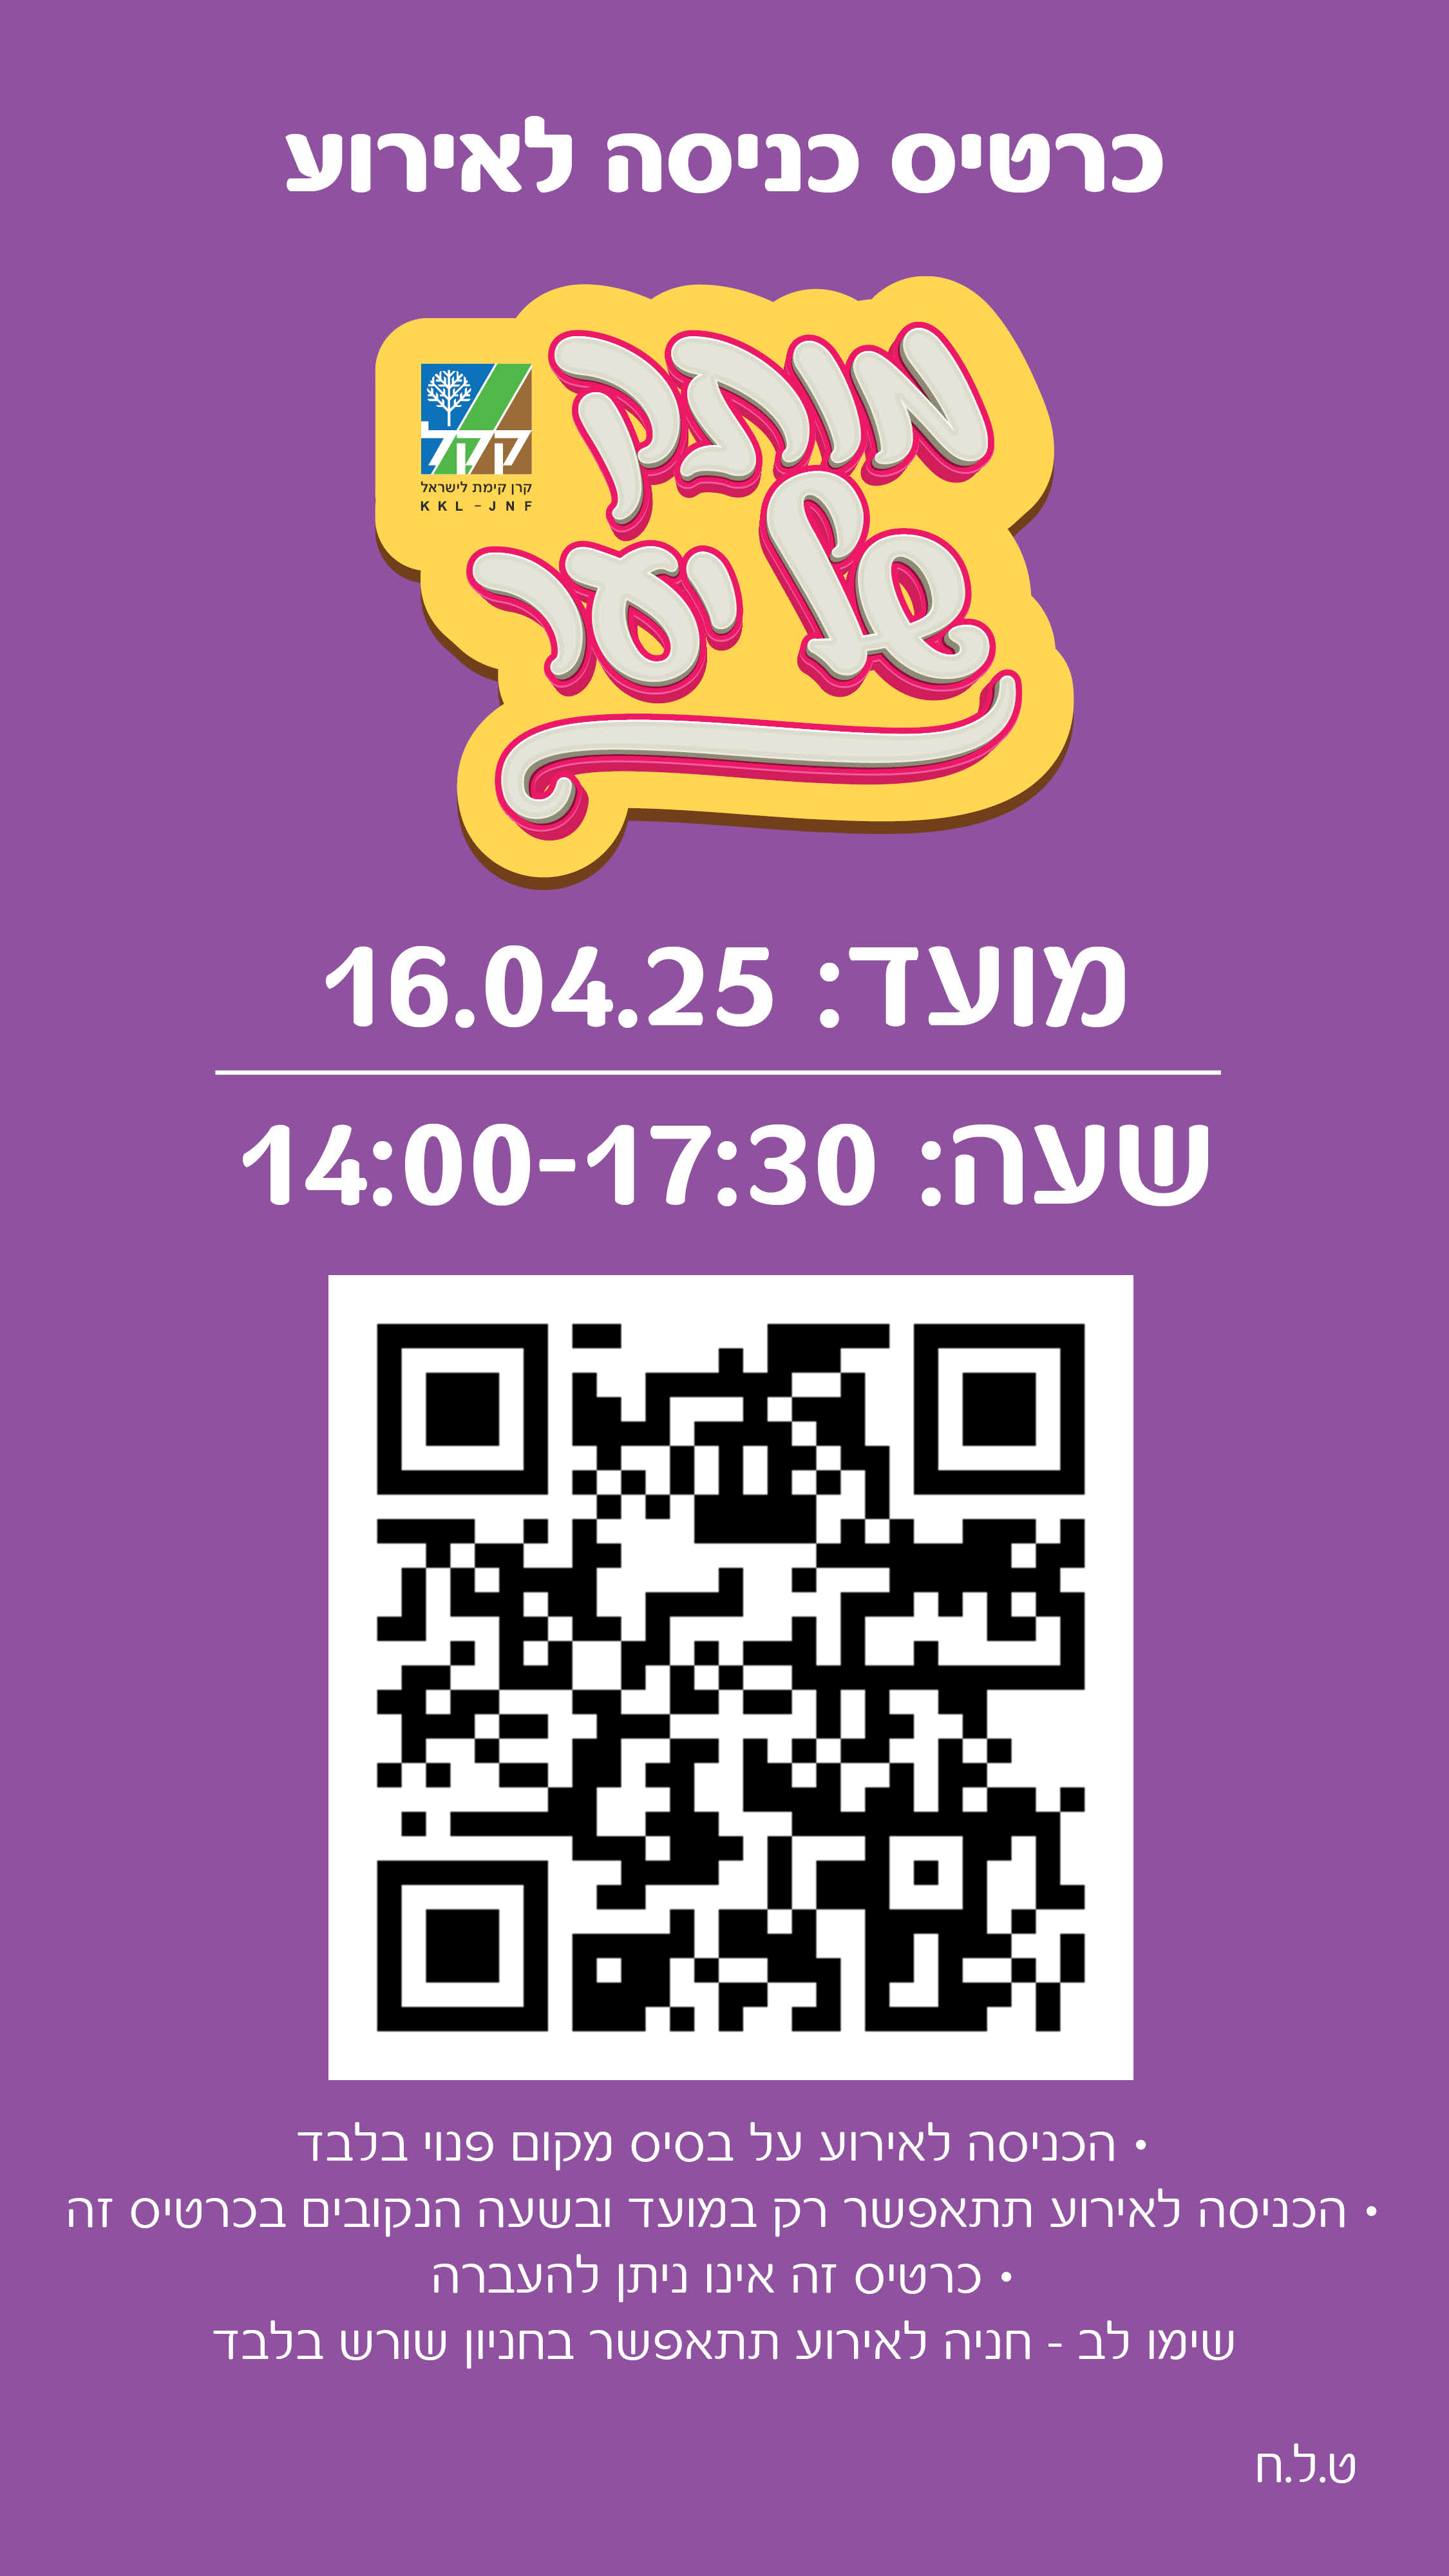 כרטיס כניסה לאירוע
מותק
של יער
קקל
קרן קימת לישראל
KKL-JNF
מועד: 16.04.25
שעה: 14:00-17:30
• הכניסה לאירוע על בסיס מקום פנוי בלבד
• הכניסה לאירוע תתאפשר רק במועד ובשעה הנקובים בכרטיס זה
• כרטיס זה אינו ניתן להעברה
שימו לב - חניה לאירוע תתאפשר בחניון שורש בלבד
ט.ל.ח